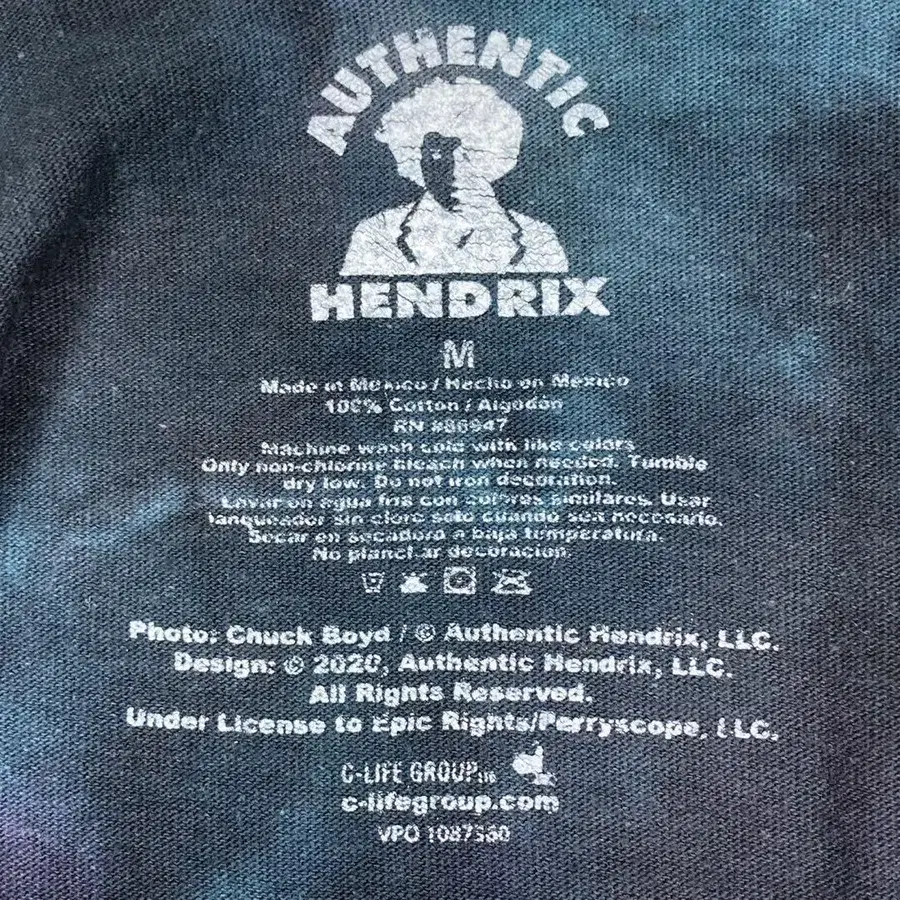 AUTHENTIC
HENDRIX
M
Made in Mexico / Hecho en Mexico
100% Cotton / Algodon
RN #86947
Machine wash cold with like colors
Only non-chlorine bleach when needed. Tumble
dry low. Do not iron decoration.
Lavar en agua fria con colores similares. Usar
blanqueador sin cloro solo cuando sea necesario.
Secar en secadora a baja temperatura.
No planchar decoracion.
Photo: Chuck Boyd / © Authentic Hendrix, LLC.
Design: © 2020, Authentic Hendrix, LLC.
All Rights Reserved.
Under License to Epic Rights/Perryscope, LLC.
C-LIFE GROUP LTD
c-lifegroup.com
VPO